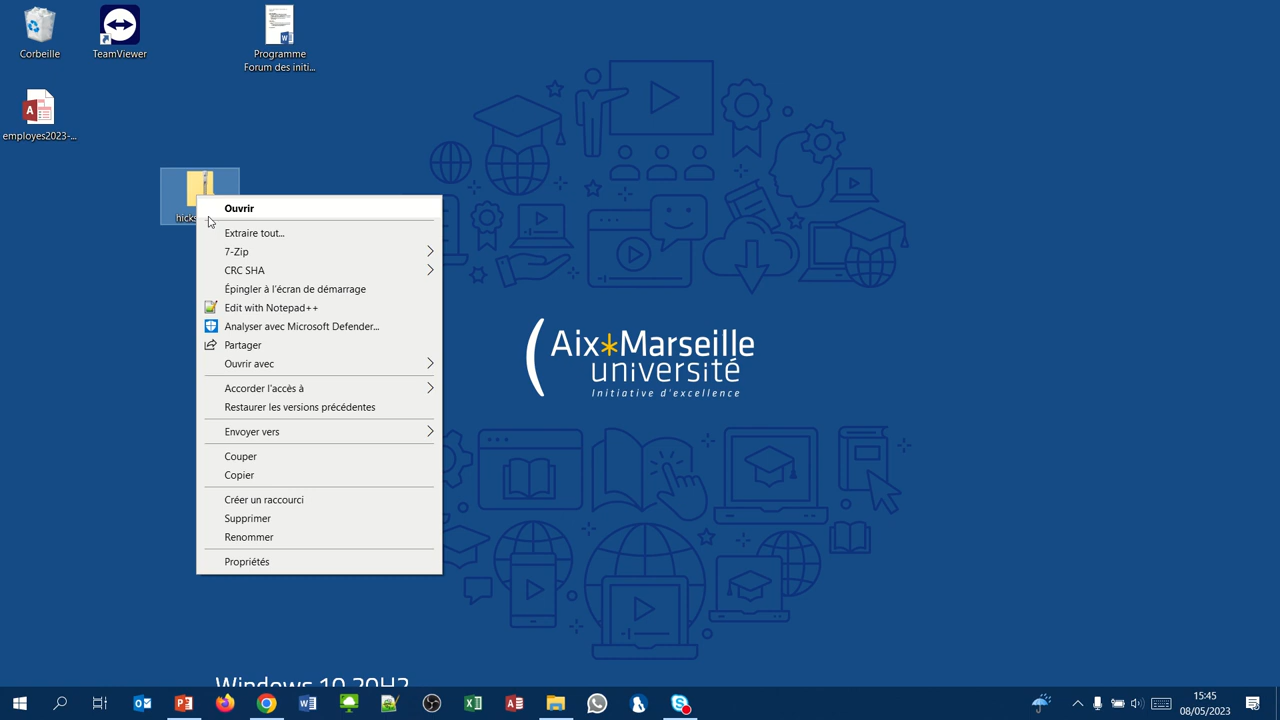 Corbeille
TeamViewer
Programme
Forum des initi...
employes2023-...
Ouvrir
Extraire tout...
7-Zip
CRC SHA
Épingler à l'écran de démarrage
Edit with Notepad++
Analyser avec Microsoft Defender...
Partager
Ouvrir avec
Accorder l'accès à
Restaurer les versions précédentes
Envoyer vers
Couper
Copier
Créer un raccourci
Supprimer
Renommer
Propriétés
Aix*Marseille
université
Initiative d'excellence
Windows 10 20H2
15:45
08/05/2023